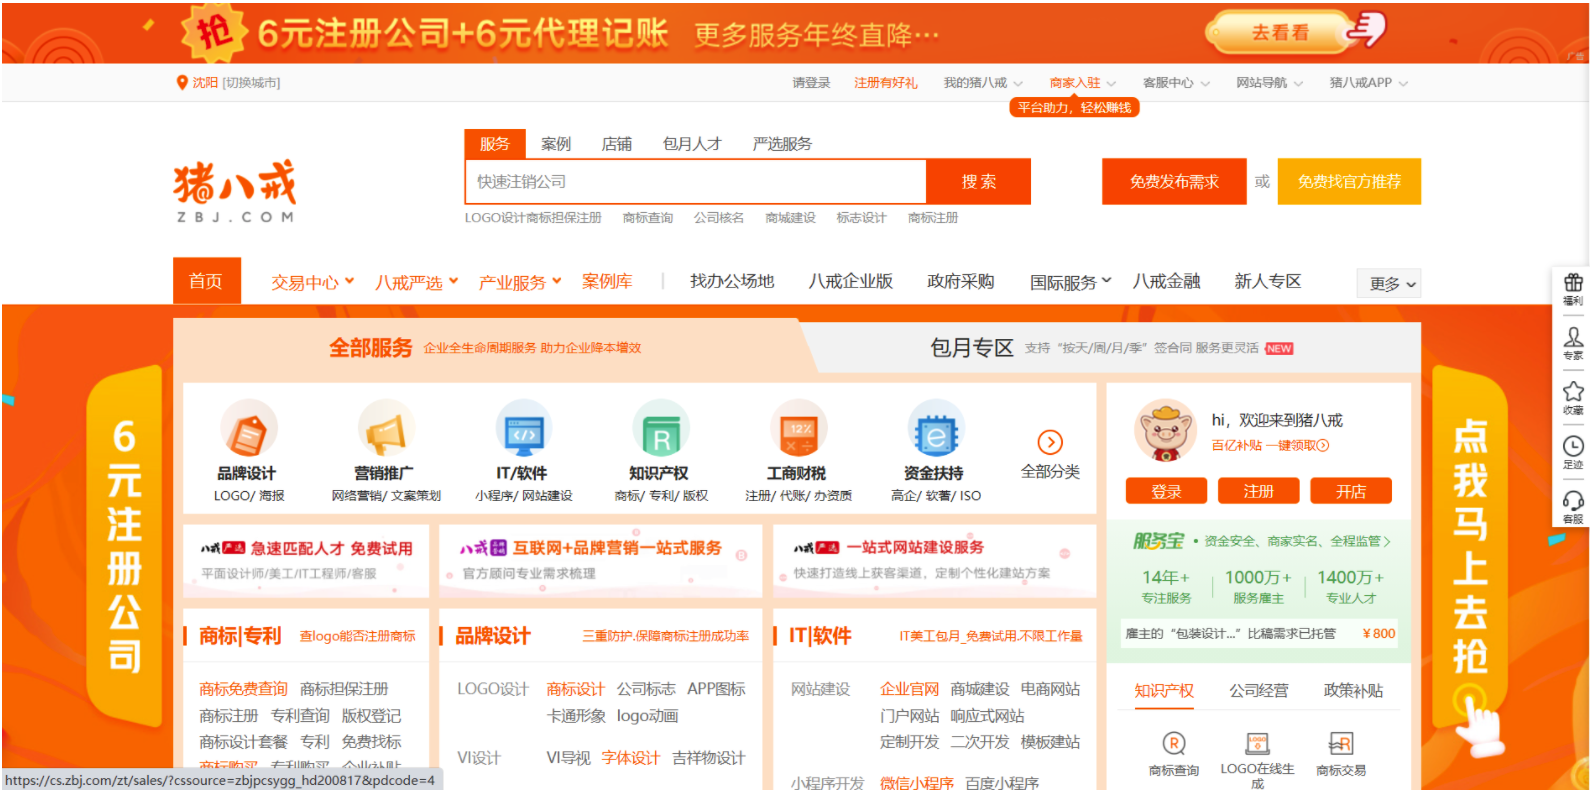 抢 6元注册公司+6元代理记账 更多服务年终直降… 去看看
沈阳 [切换城市] 请登录 注册有好礼 我的猪八戒 商家入驻 客服中心 网站导航 猪八戒APP
平台助力，轻松赚钱
服务 案例 店铺 包月人才 严选服务
猪八戒
ZBJ.COM
快速注销公司 搜索 免费发布需求 或 免费找官方推荐
LOGO设计商标担保注册 商标查询 公司核名 商城建设 标志设计 商标注册
首页 交易中心 八戒严选 产业服务 案例库 找办公场地 八戒企业版 政府采购 国际服务 八戒金融 新人专区 更多
福利
专家
收藏
足迹
客服
全部服务 企业全生命周期服务 助力企业降本增效 包月专区 支持“按天/周/月/季”签合同 服务更灵活 NEW
6元注册公司
点我马上去抢
品牌设计 营销推广 IT/软件 知识产权 工商财税 资金扶持 全部分类
LOGO/ 海报 网络营销/ 文案策划 小程序/ 网站建设 商标/ 专利/ 版权 注册/ 代账/ 办资质 高企/ 软著/ ISO
R 12% e
hi，欢迎来到猪八戒
百亿补贴 一键领取
登录 注册 开店
八戒严选 急速匹配人才 免费试用
平面设计师/美工/IT工程师/客服
八戒 互联网+品牌营销一站式服务
官方顾问专业需求梳理
八戒严选 一站式网站建设服务
快速打造线上获客渠道，定制个性化建站方案
服务宝 • 资金安全、商家实名、全程监管
14年+ 1000万+ 1400万+
专注服务 服务雇主 专业人才
雇主的“包装设计...”比稿需求已托管 ¥800
商标|专利 查logo能否注册商标
商标免费查询 商标担保注册
商标注册 专利查询 版权登记
商标设计套餐 专利 免费找标
商标购买 专利购买 企业补贴
品牌设计 三重防护.保障商标注册成功率
LOGO设计 商标设计 公司标志 APP图标
卡通形象 logo动画
VI设计 VI导视 字体设计 吉祥物设计
IT|软件 IT美工包月_免费试用.不限工作量
网站建设 企业官网 商城建设 电商网站
门户网站 响应式网站
定制开发 二次开发 模板建站
小程序开发 微信小程序 百度小程序
知识产权 公司经营 政策补贴
商标查询 LOGO在线生成 商标交易
https://cs.zbj.com/zt/sales/?cssource=zbjpcsygg_hd200817&pdcode=4